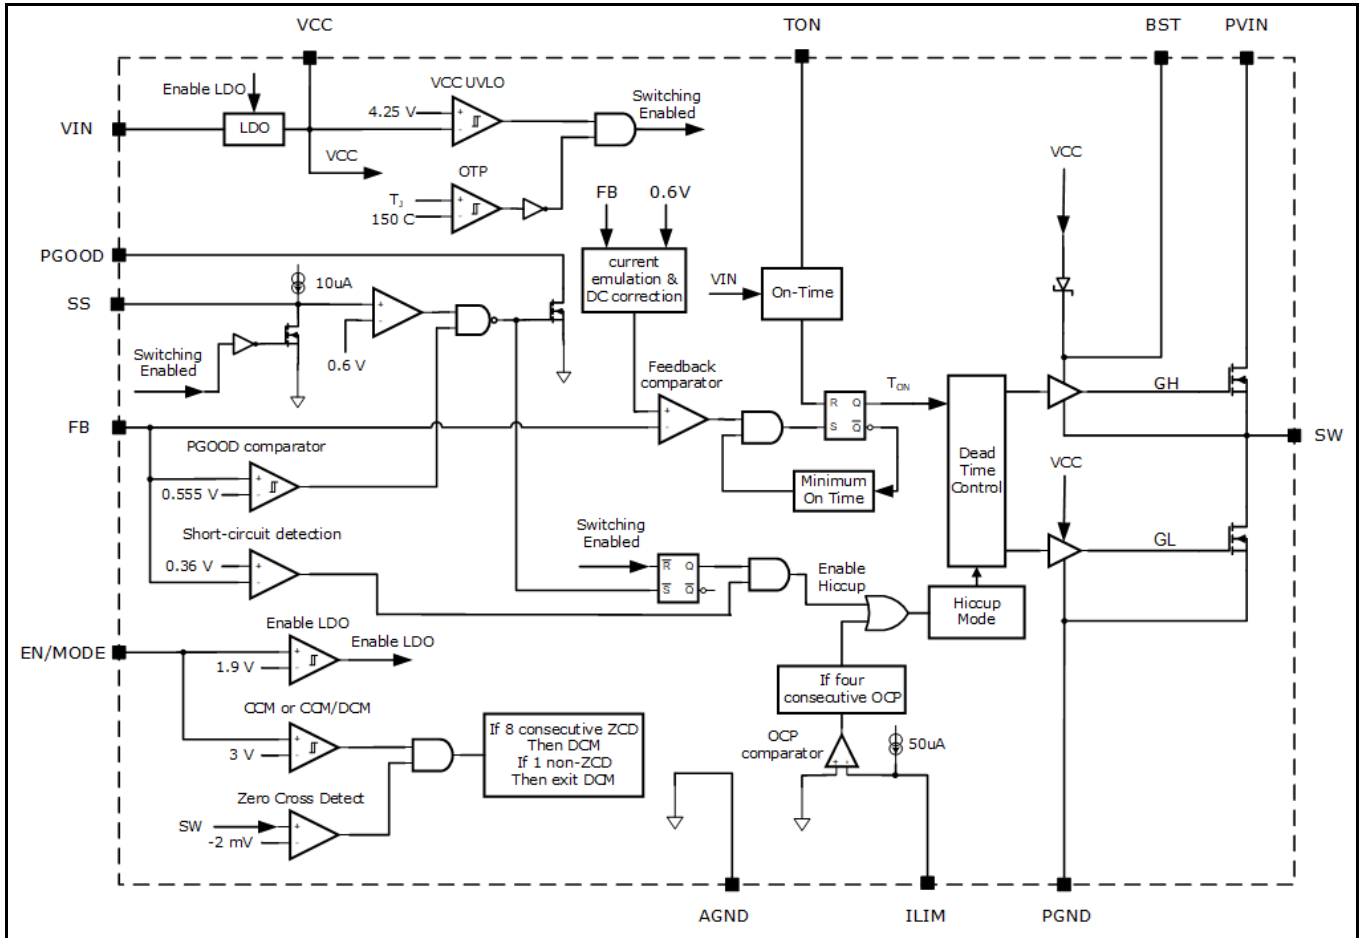 VCC
TON
BST
PVIN
Enable LDO
VCC UVLO
4.25 V
+
-
Switching
Enabled
VIN
LDO
VCC
OTP
TJ
150 C
+
-
FB
0.6V
VCC
PGOOD
current
emulation &
DC correction
VIN
On-Time
SS
10uA
+
-
0.6 V
Switching
Enabled
Feedback
comparator
TON
GH
R Q
S Q
+
-
FB
SW
PGOOD comparator
+
-
0.555 V
Minimum
On Time
Dead
Time
Control
VCC
Short-circuit detection
0.36 V
+
-
Switching
Enabled
R Q
S Q
GL
Enable
Hiccup
Hiccup
Mode
Enable LDO
Enable LDO
EN/MODE
+
-
1.9 V
If four
consecutive OCP
CCM or CCM/DCM
+
-
3 V
If 8 consecutive ZCD
Then DCM
If 1 non-ZCD
Then exit DCM
OCP
comparator
50uA
+
-
Zero Cross Detect
SW
-2 mV
+
-
AGND
ILIM
PGND